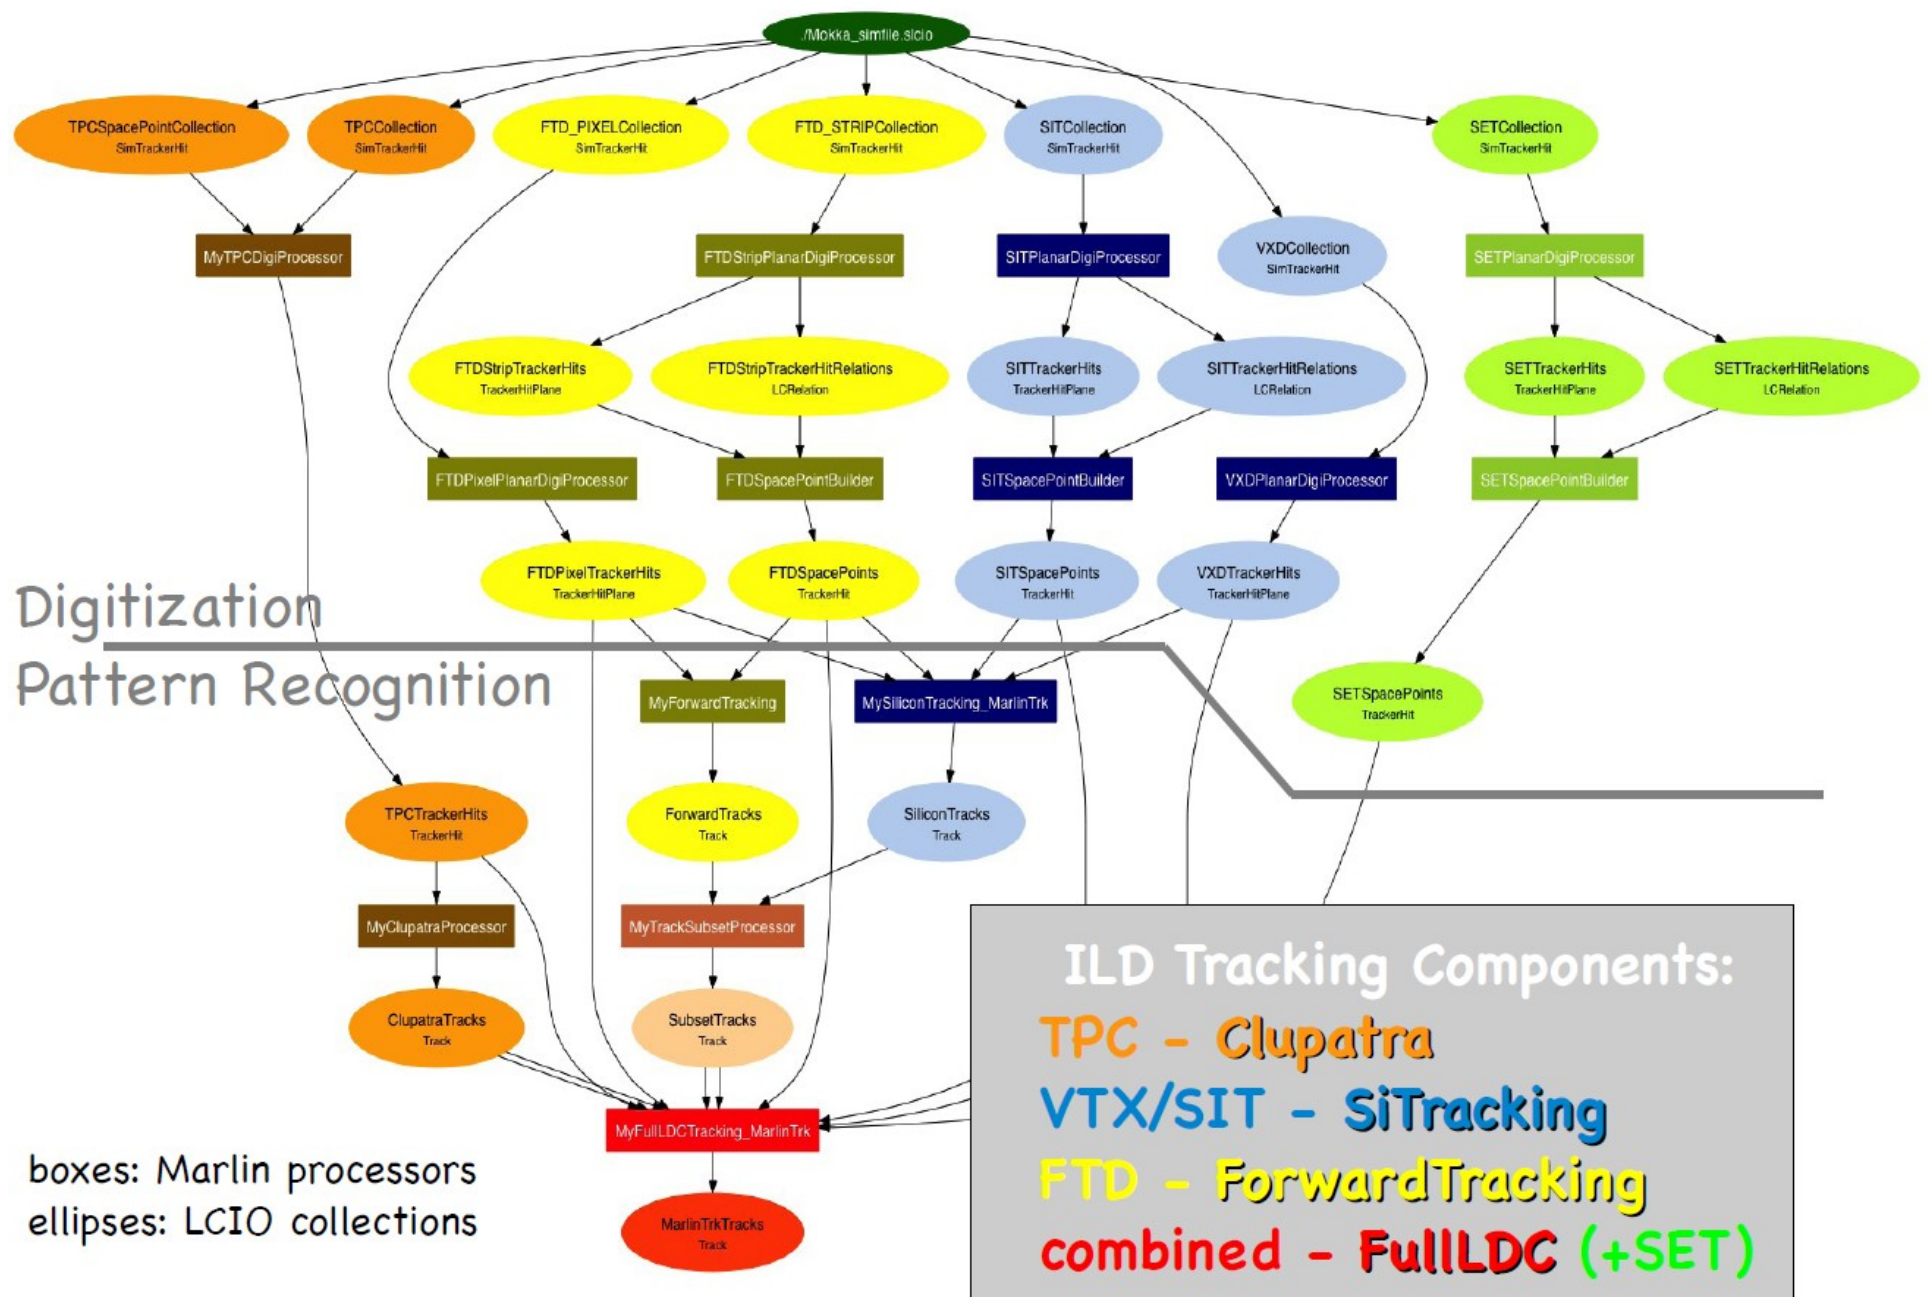 ./Mokka_simfile.slcio
TPCSpacePointCollection
SimTrackerHit
TPCCollection
SimTrackerHit
FTD_PIXELCollection
SimTrackerHit
FTD_STRIPCollection
SimTrackerHit
SITCollection
SimTrackerHit
SETCollection
SimTrackerHit
MyTPCDigiProcessor
FTDStripPlanarDigiProcessor
SITPlanarDigiProcessor
VXDCollection
SimTrackerHit
SETPlanarDigiProcessor
FTDStripTrackerHits
TrackerHitPlane
FTDStripTrackerHitRelations
LCRelation
SITTrackerHits
TrackerHitPlane
SITTrackerHitRelations
LCRelation
SETTrackerHits
TrackerHitPlane
SETTrackerHitRelations
LCRelation
FTDPixelPlanarDigiProcessor
FTDSpacePointBuilder
SITSpacePointBuilder
VXDPlanarDigiProcessor
SETSpacePointBuilder
FTDPixelTrackerHits
TrackerHitPlane
FTDSpacePoints
TrackerHit
SITSpacePoints
TrackerHit
VXDTrackerHits
TrackerHitPlane
Digitization
Pattern Recognition
MyForwardTracking
MySiliconTracking_MarlinTrk
SETSpacePoints
TrackerHit
TPCTrackerHits
TrackerHit
ForwardTracks
Track
SiliconTracks
Track
MyClupatraProcessor
MyTrackSubsetProcessor
ClupatraTracks
Track
SubsetTracks
Track
MyFullLDCTracking_MarlinTrk
MarlinTrkTracks
Track
boxes: Marlin processors
ellipses: LCIO collections
ILD Tracking Components:
TPC - Clupatra
VTX/SIT - SiTracking
FTD - ForwardTracking
combined - FullLDC (+SET)